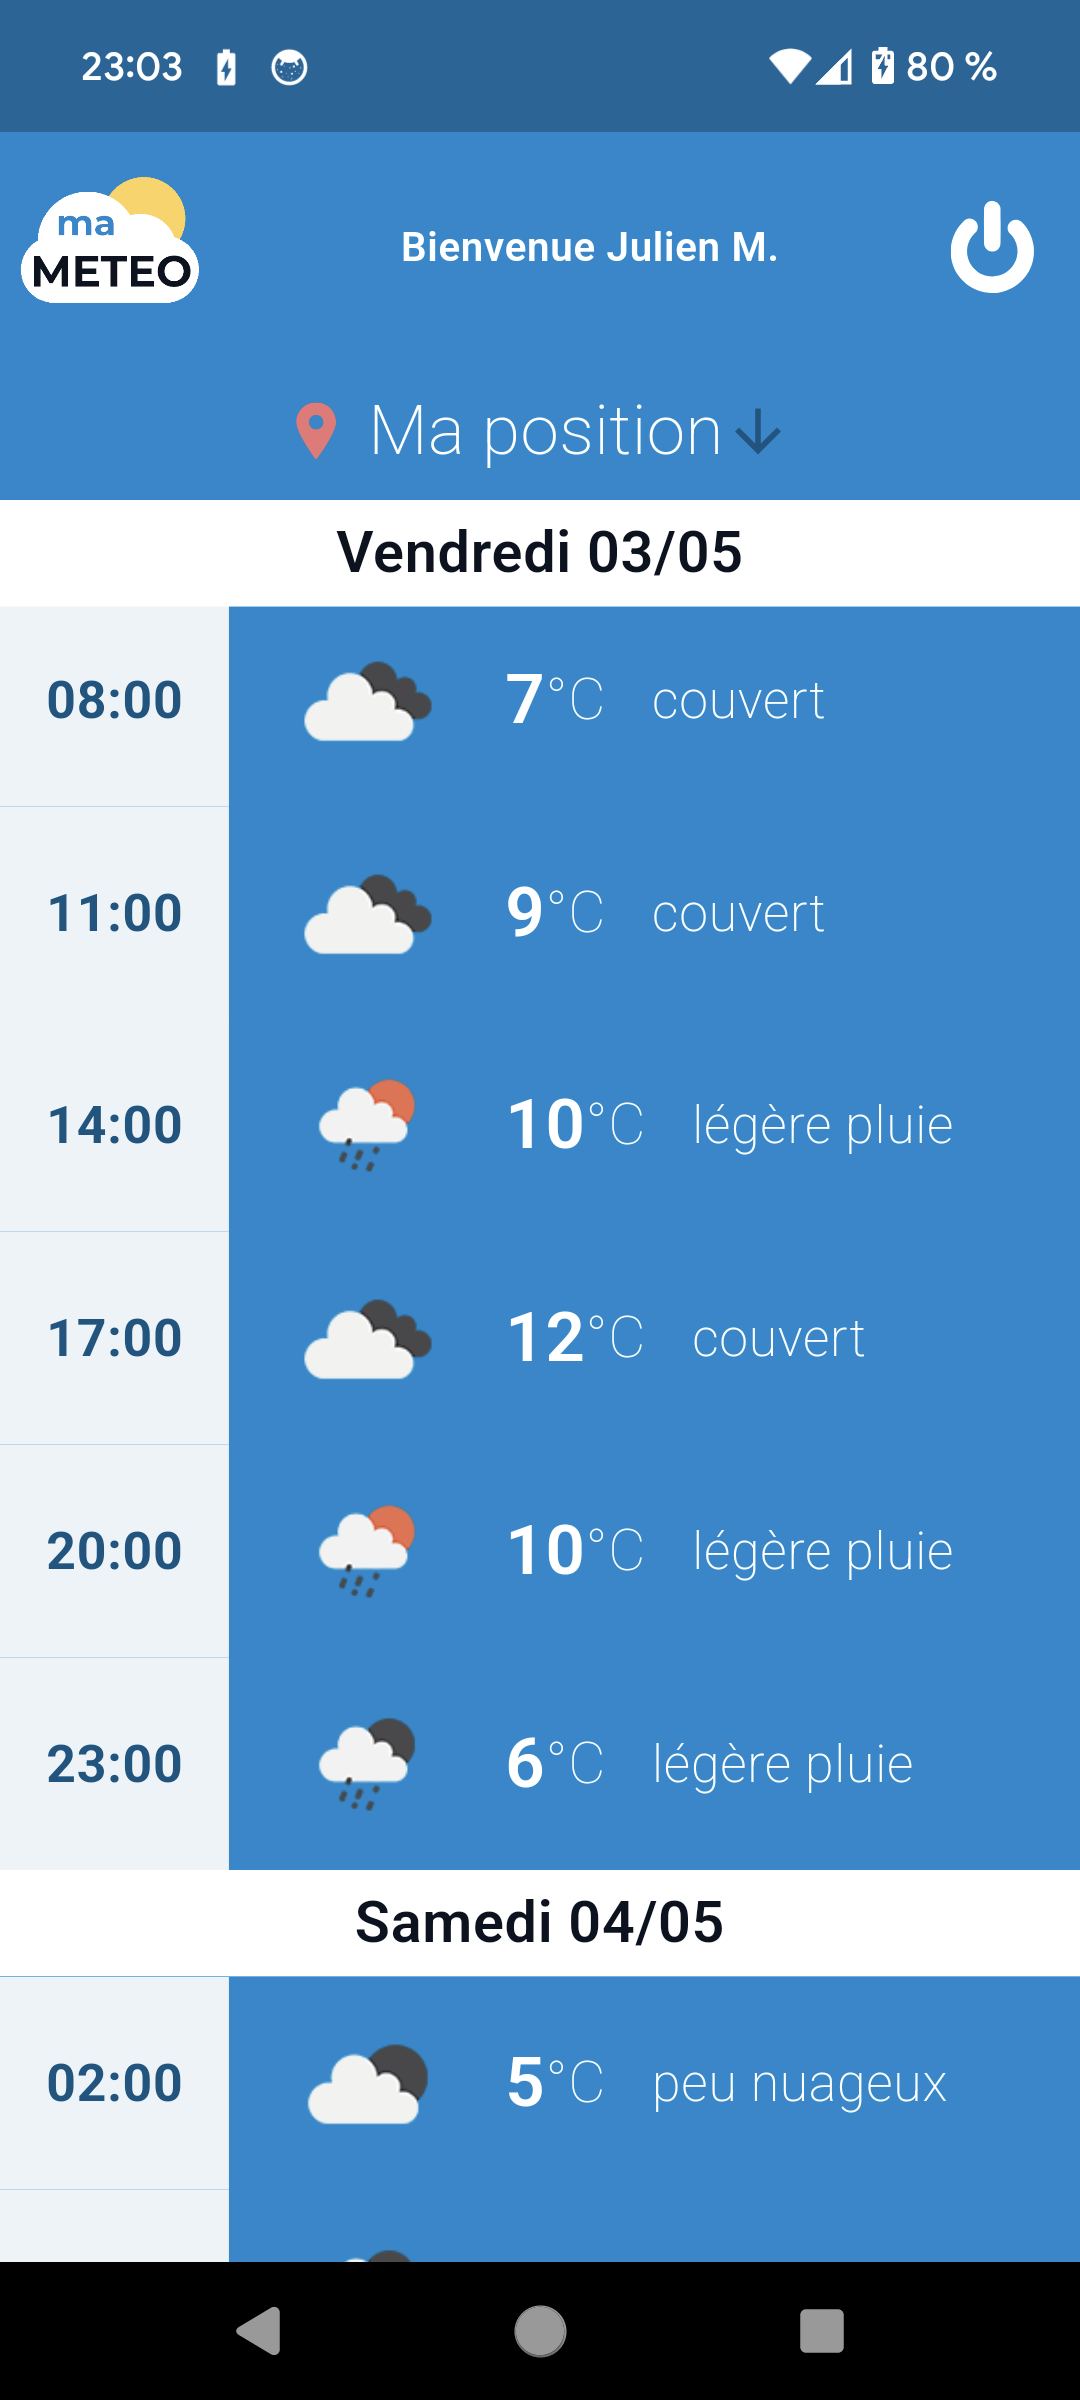 23:03 80 %
ma
METEO
Bienvenue Julien M.
Ma position
Vendredi 03/05
08:00 7°C couvert
11:00 9°C couvert
14:00 10°C légère pluie
17:00 12°C couvert
20:00 10°C légère pluie
23:00 6°C légère pluie
Samedi 04/05
02:00 5°C peu nuageux